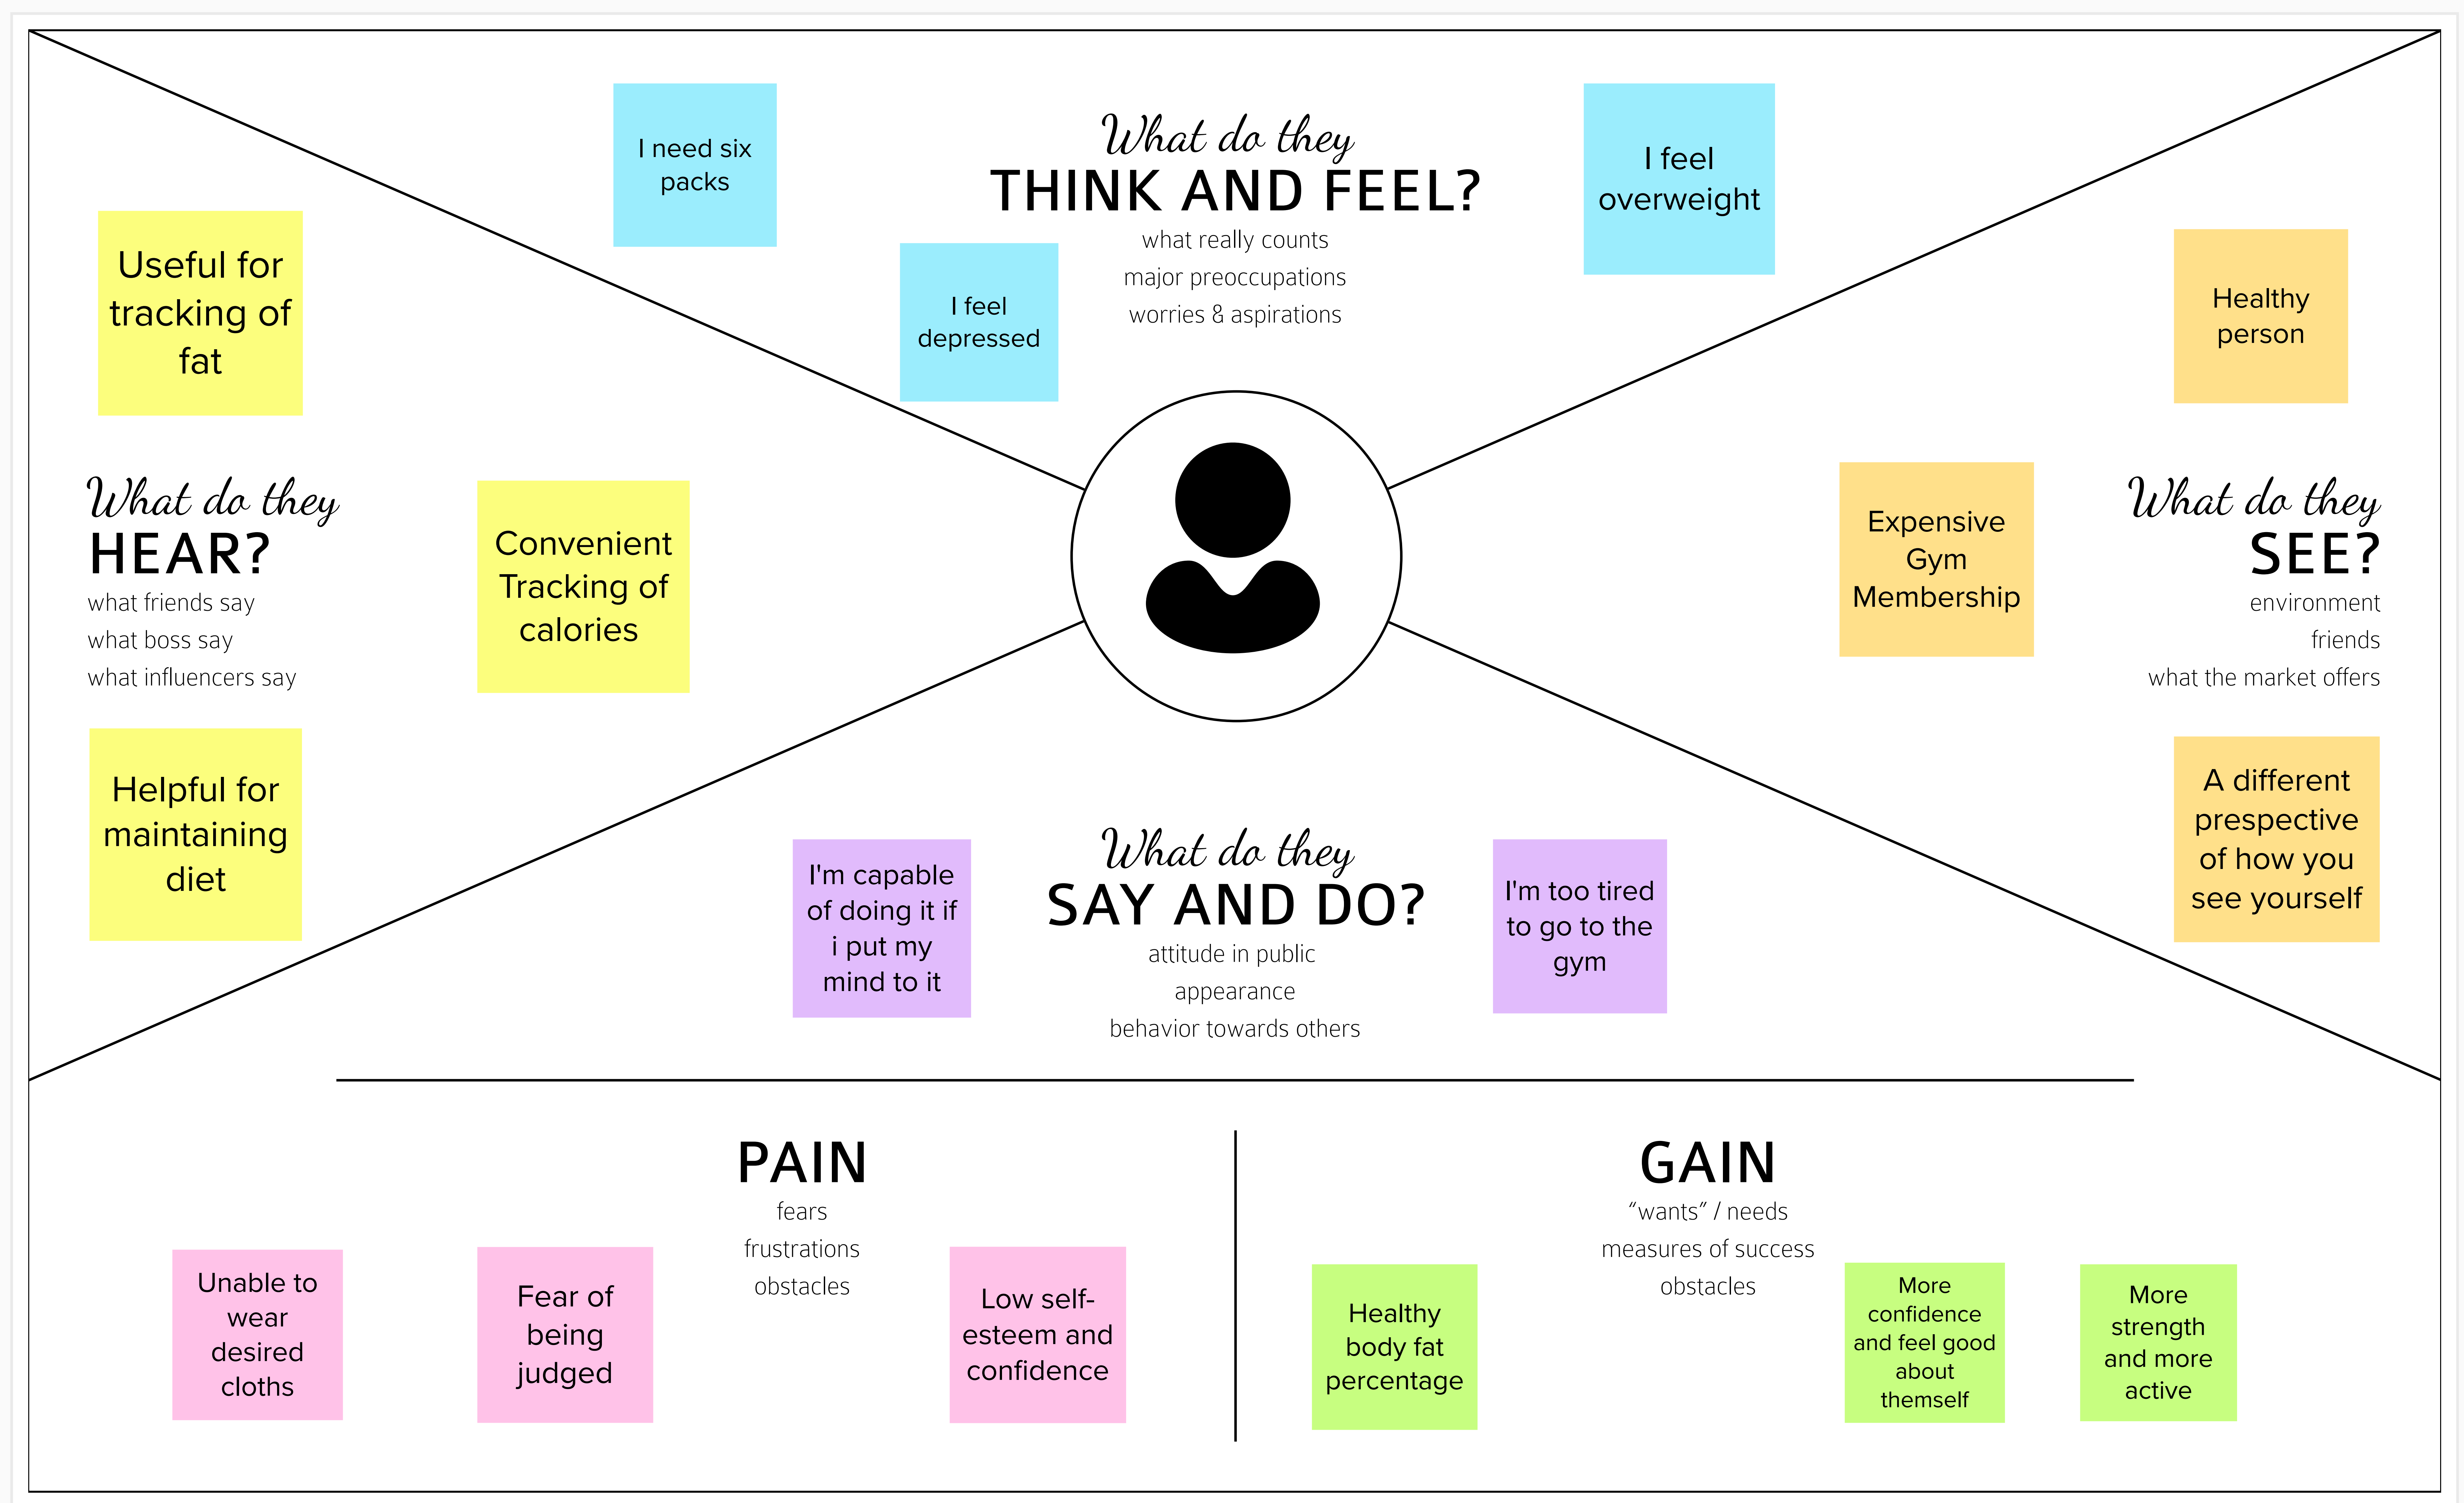 I need six
packs
What do they
THINK AND FEEL?
what really counts
major preoccupations
worries & aspirations
I feel
depressed
I feel
overweight
Useful for
tracking of
fat
What do they
HEAR?
what friends say
what boss say
what influencers say
Convenient
Tracking of
calories
Helpful for
maintaining
diet
Healthy
person
Expensive
Gym
Membership
What do they
SEE?
environment
friends
what the market offers
A different
prespective
of how you
see yourself
I'm capable
of doing it if
i put my
mind to it
What do they
SAY AND DO?
attitude in public
appearance
behavior towards others
I'm too tired
to go to the
gym
PAIN
fears
frustrations
obstacles
Unable to
wear
desired
cloths
Fear of
being
judged
Low self-
esteem and
confidence
GAIN
“wants” / needs
measures of success
obstacles
Healthy
body fat
percentage
More
confidence
and feel good
about
themself
More
strength
and more
active